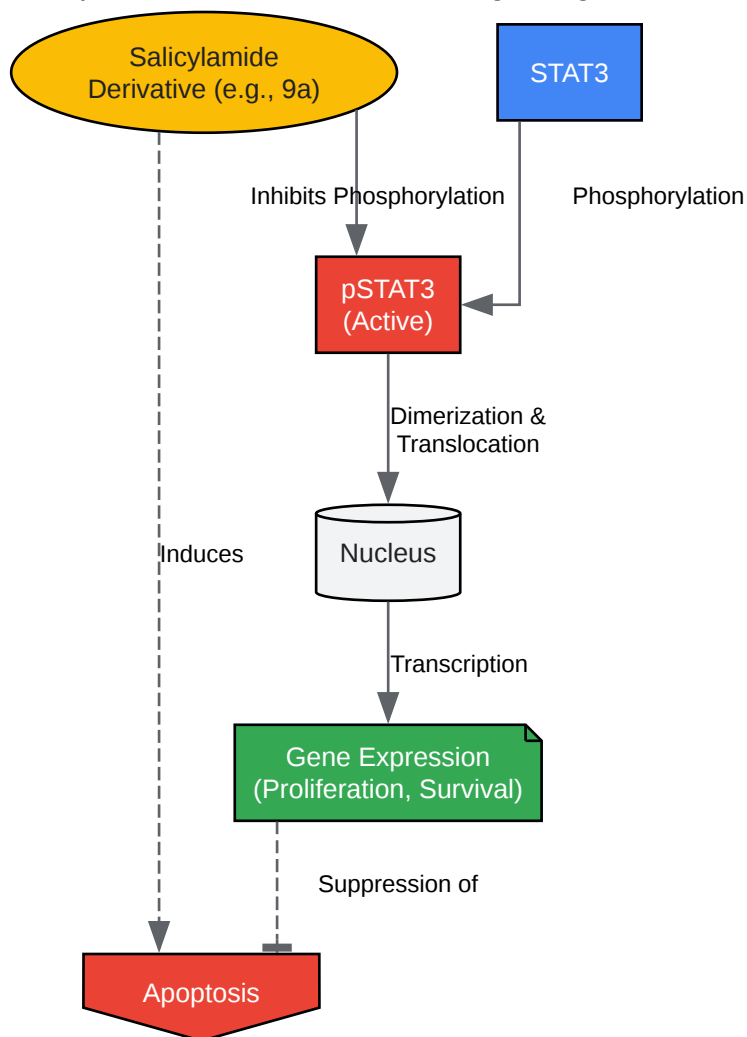 Salicylamide
Derivative (e.g., 9a)
STAT3
Inhibits Phosphorylation
Phosphorylation
pSTAT3
(Active)
Dimerization &
Translocation
Nucleus
Induces
Transcription
Gene Expression
(Proliferation, Survival)
Suppression of
Apoptosis